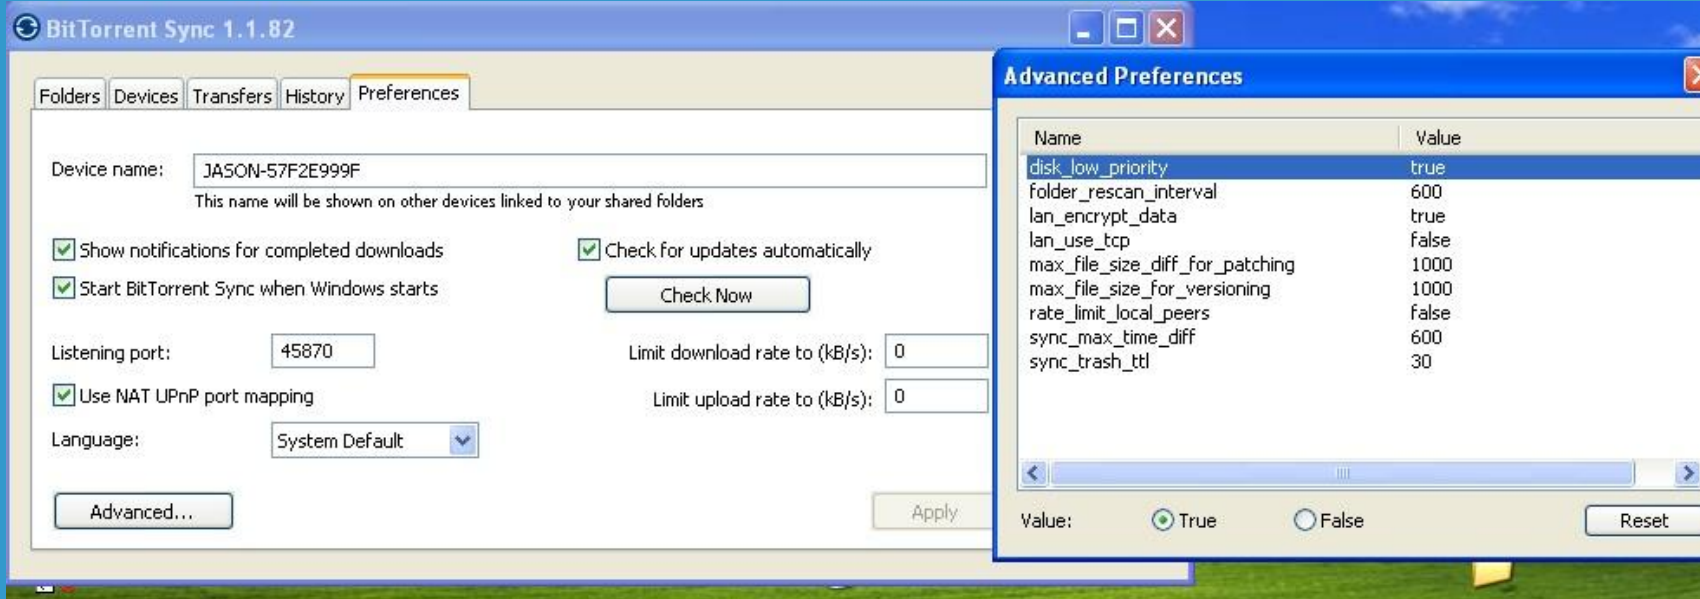 BitTorrent Sync 1.1.82
Folders Devices Transfers History Preferences
Device name: JASON-57F2E999F
This name will be shown on other devices linked to your shared folders
Show notifications for completed downloads
Check for updates automatically
Start BitTorrent Sync when Windows starts
Check Now
Listening port: 45870
Limit download rate to (kB/s): 0
Use NAT UPnP port mapping
Limit upload rate to (kB/s): 0
Language: System Default
Advanced...
Apply
Advanced Preferences
Name Value
disk_low_priority true
folder_rescan_interval 600
lan_encrypt_data true
lan_use_tcp false
max_file_size_diff_for_patching 1000
max_file_size_for_versioning 1000
rate_limit_local_peers false
sync_max_time_diff 600
sync_trash_ttl 30
Value: True False Reset